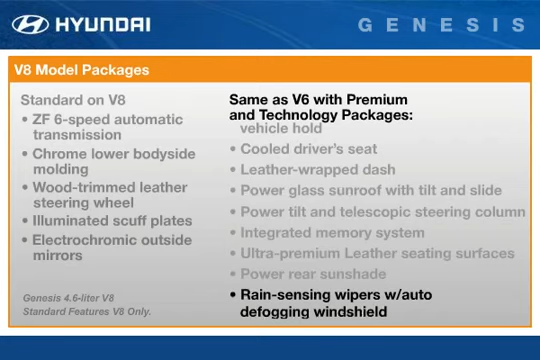 HYUNDAI
GENESIS
V8 Model Packages
Standard on V8
• ZF 6-speed automatic
transmission
• Chrome lower bodyside
molding
• Wood-trimmed leather
steering wheel
• Illuminated scuff plates
• Electrochromic outside
mirrors
Genesis 4.6-liter V8
Standard Features V8 Only.
Same as V6 with Premium
and Technology Packages:
vehicle hold
• Cooled driver's seat
• Leather-wrapped dash
• Power glass sunroof with tilt and slide
• Power tilt and telescopic steering column
• Integrated memory system
• Ultra-premium Leather seating surfaces
• Power rear sunshade
• Rain-sensing wipers w/auto
defogging windshield